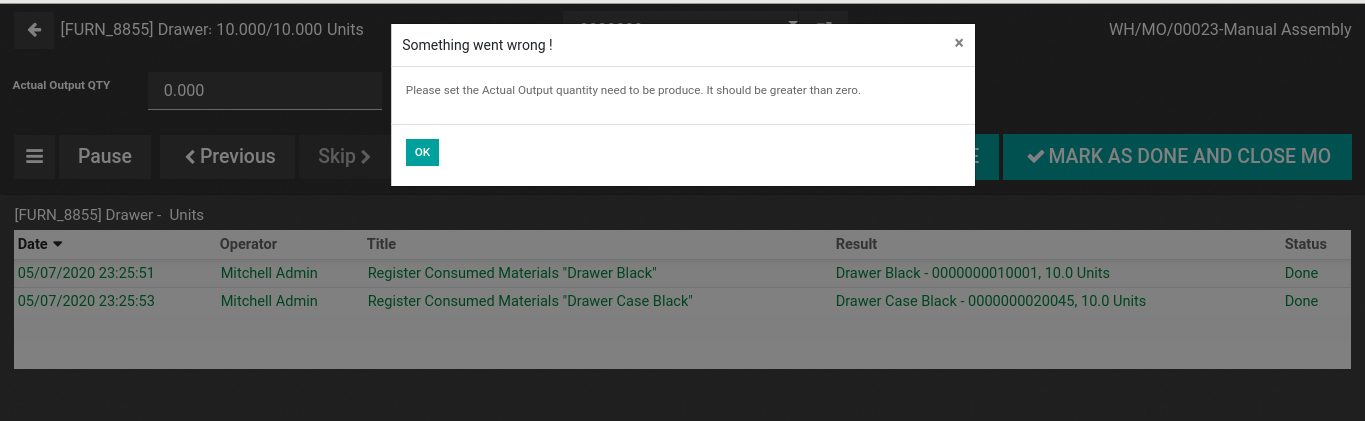 [FURN_8855] Drawer: 10.000/10.000 Units
WH/MO/00023-Manual Assembly
Something went wrong !
×
Actual Output QTY
0.000
Please set the Actual Output quantity need to be produce. It should be greater than zero.
OK
Pause
Previous
Skip
MARK AS DONE AND CLOSE MO
[FURN_8855] Drawer - Units
Date Operator Title Result Status
05/07/2020 23:25:51 Mitchell Admin Register Consumed Materials "Drawer Black" Drawer Black - 0000000010001, 10.0 Units Done
05/07/2020 23:25:53 Mitchell Admin Register Consumed Materials "Drawer Case Black" Drawer Case Black - 0000000020045, 10.0 Units Done